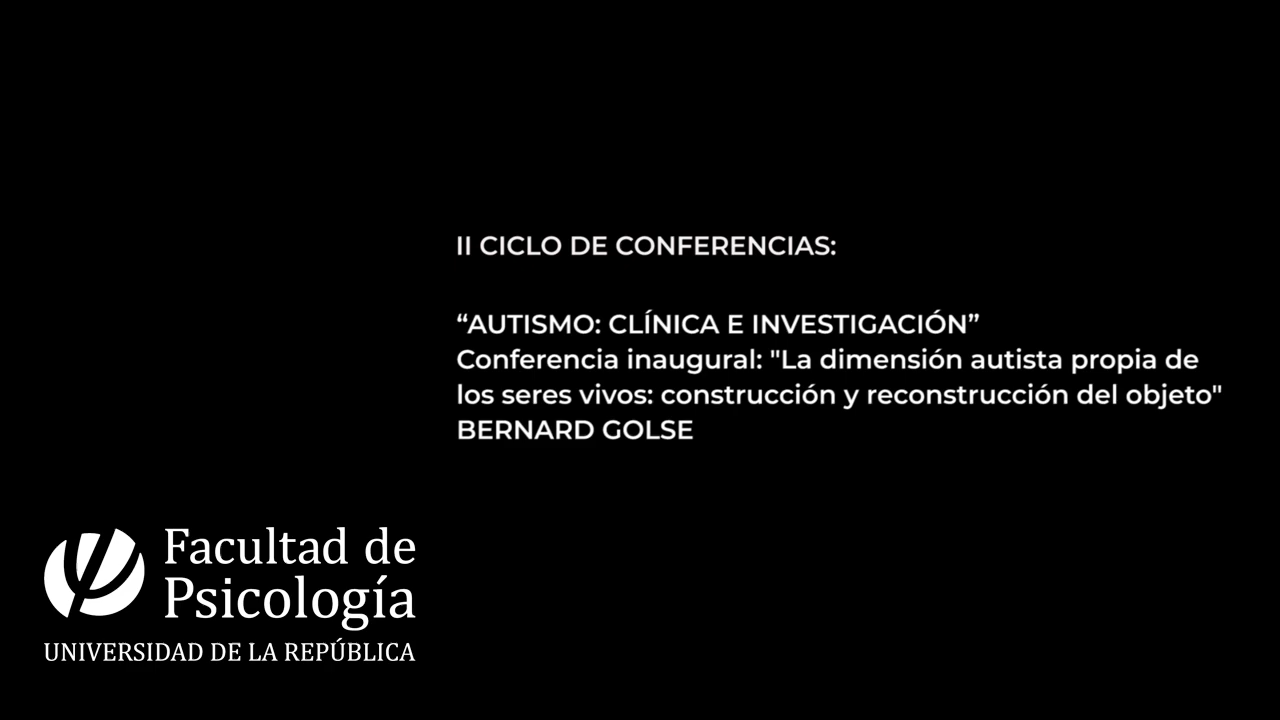 II CICLO DE CONFERENCIAS:
“AUTISMO: CLÍNICA E INVESTIGACIÓN”
Conferencia inaugural: "La dimensión autista propia de
los seres vivos: construcción y reconstrucción del objeto"
BERNARD GOLSE
Facultad de
Psicología
UNIVERSIDAD DE LA REPÚBLICA